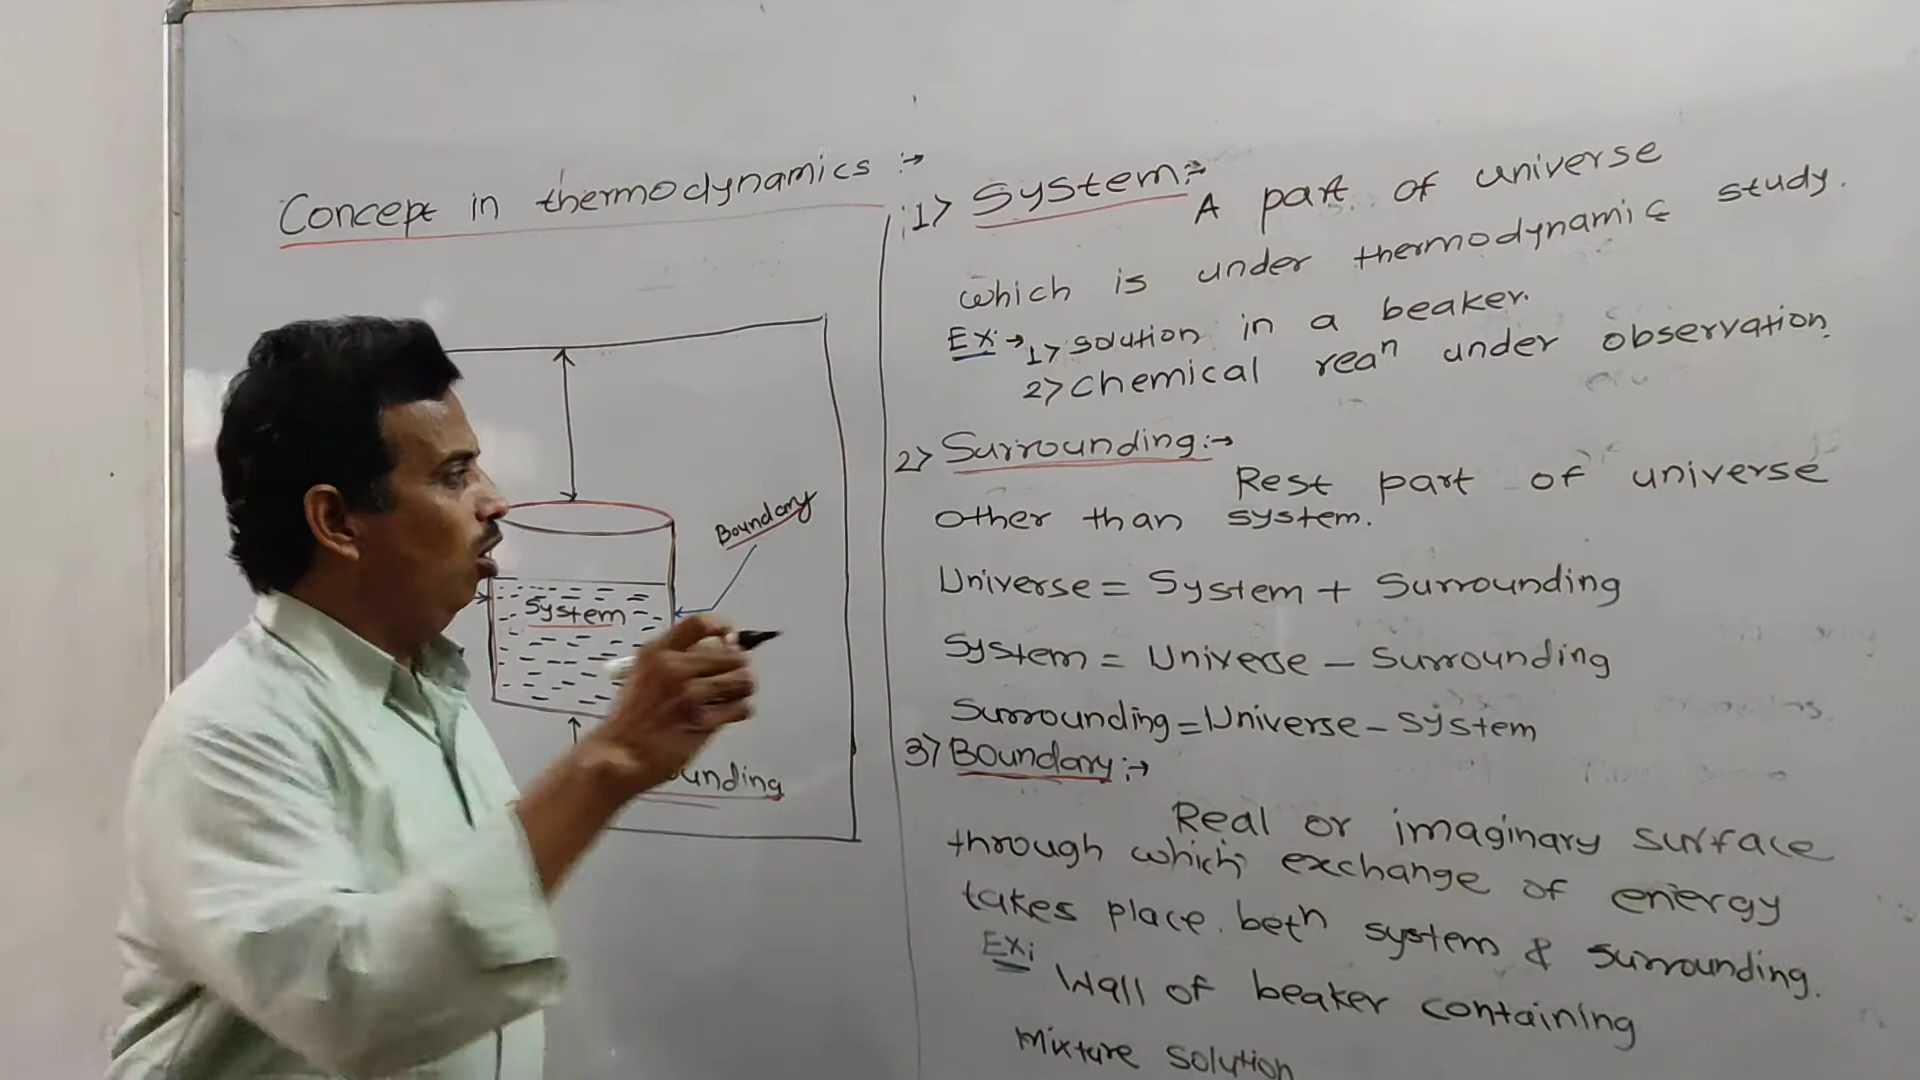 Concept in thermodynamics :→
Boundary
System
ounding
1> System:→
A part of universe
which is under thermodynamic study.
Ex:→ 1> solution in a beaker.
2> Chemical reaⁿ under observation.
2> Surrounding:→
Rest part of universe
other than system.
Universe = System + Surrounding
System = Universe – Surrounding
Surrounding = Universe – System
3> Boundary:→
Real or imaginary surface
through which exchange of energy
takes place. betⁿ system & surrounding.
Ex;
Wall of beaker containing
Mixture solution